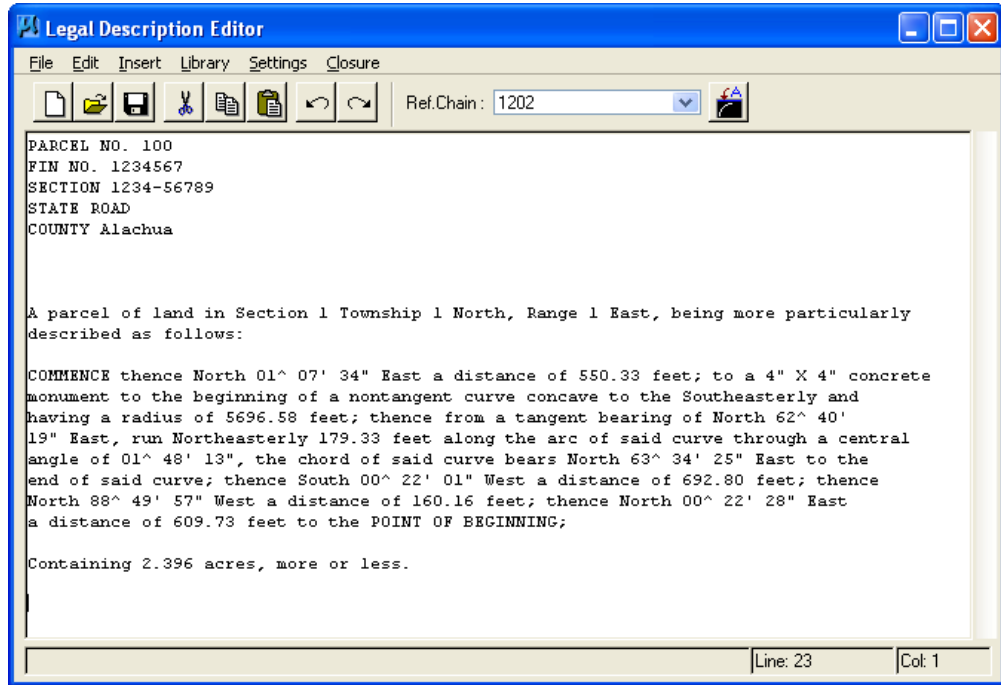 Legal Description Editor
File Edit Insert Library Settings Closure
Ref.Chain : 1202
PARCEL NO. 100
FIN NO. 1234567
SECTION 1234-56789
STATE ROAD
COUNTY Alachua
A parcel of land in Section 1 Township 1 North, Range 1 East, being more particularly
described as follows:
COMMENCE thence North 01^ 07' 34" East a distance of 550.33 feet; to a 4" X 4" concrete
monument to the beginning of a nontangent curve concave to the Southeasterly and
having a radius of 5696.58 feet; thence from a tangent bearing of North 62^ 40'
19" East, run Northeasterly 179.33 feet along the arc of said curve through a central
angle of 01^ 48' 13", the chord of said curve bears North 63^ 34' 25" East to the
end of said curve; thence South 00^ 22' 01" West a distance of 692.80 feet; thence
North 88^ 49' 57" West a distance of 160.16 feet; thence North 00^ 22' 28" East
a distance of 609.73 feet to the POINT OF BEGINNING;
Containing 2.396 acres, more or less.
Line: 23 Col: 1